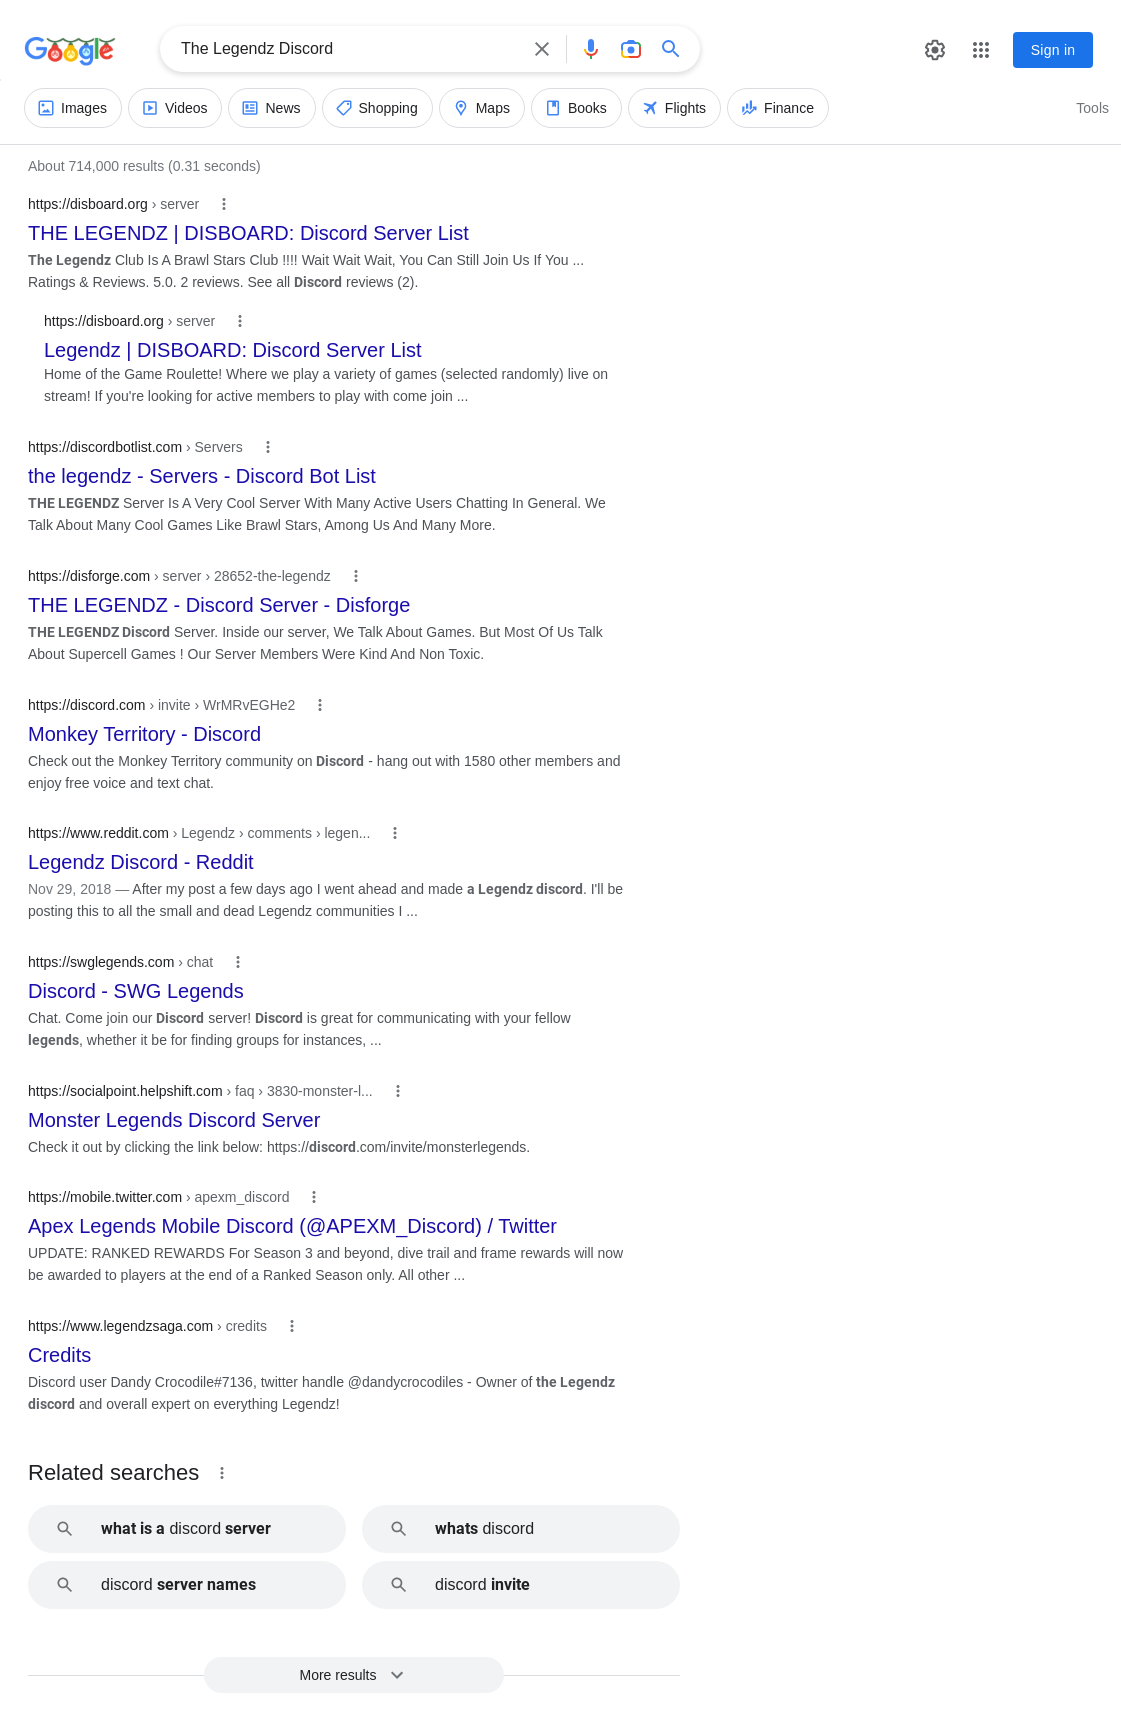 Google
The Legendz Discord
Sign in
Images Videos News Shopping Maps Books Flights Finance Tools
About 714,000 results (0.31 seconds)
https://disboard.org › server
THE LEGENDZ | DISBOARD: Discord Server List
The Legendz Club Is A Brawl Stars Club !!!! Wait Wait Wait, You Can Still Join Us If You ...
Ratings & Reviews. 5.0. 2 reviews. See all Discord reviews (2).
https://disboard.org › server
Legendz | DISBOARD: Discord Server List
Home of the Game Roulette! Where we play a variety of games (selected randomly) live on
stream! If you're looking for active members to play with come join ...
https://discordbotlist.com › Servers
the legendz - Servers - Discord Bot List
THE LEGENDZ Server Is A Very Cool Server With Many Active Users Chatting In General. We
Talk About Many Cool Games Like Brawl Stars, Among Us And Many More.
https://disforge.com › server › 28652-the-legendz
THE LEGENDZ - Discord Server - Disforge
THE LEGENDZ Discord Server. Inside our server, We Talk About Games. But Most Of Us Talk
About Supercell Games ! Our Server Members Were Kind And Non Toxic.
https://discord.com › invite › WrMRvEGHe2
Monkey Territory - Discord
Check out the Monkey Territory community on Discord - hang out with 1580 other members and
enjoy free voice and text chat.
https://www.reddit.com › Legendz › comments › legen...
Legendz Discord - Reddit
Nov 29, 2018 — After my post a few days ago I went ahead and made a Legendz discord. I'll be
posting this to all the small and dead Legendz communities I ...
https://swglegends.com › chat
Discord - SWG Legends
Chat. Come join our Discord server! Discord is great for communicating with your fellow
legends, whether it be for finding groups for instances, ...
https://socialpoint.helpshift.com › faq › 3830-monster-l...
Monster Legends Discord Server
Check it out by clicking the link below: https://discord.com/invite/monsterlegends.
https://mobile.twitter.com › apexm_discord
Apex Legends Mobile Discord (@APEXM_Discord) / Twitter
UPDATE: RANKED REWARDS For Season 3 and beyond, dive trail and frame rewards will now
be awarded to players at the end of a Ranked Season only. All other ...
https://www.legendzsaga.com › credits
Credits
Discord user Dandy Crocodile#7136, twitter handle @dandycrocodiles - Owner of the Legendz
discord and overall expert on everything Legendz!
Related searches
what is a discord server
whats discord
discord server names
discord invite
More results